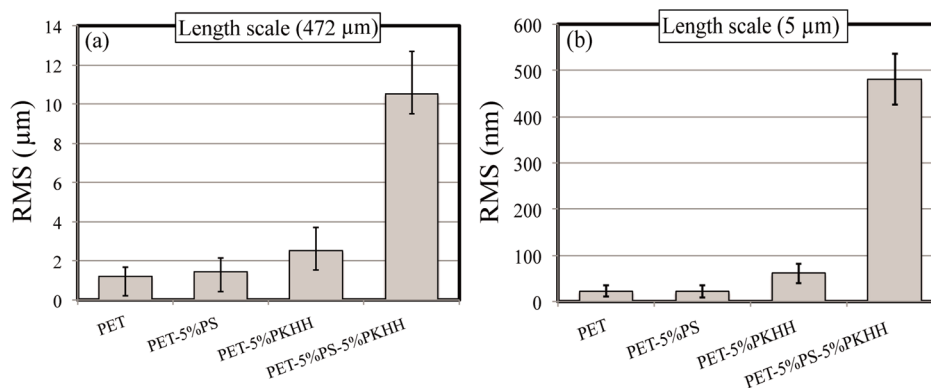 Length scale (472 µm)
(a)
14
12
10
8
6
4
2
0
RMS (µm)
PET
PET-5%PS
PET-5%PKHH
PET-5%PS-5%PKHH
Length scale (5 µm)
(b)
600
500
400
300
200
100
0
RMS (nm)
PET
PET-5%PS
PET-5%PKHH
PET-5%PS-5%PKHH